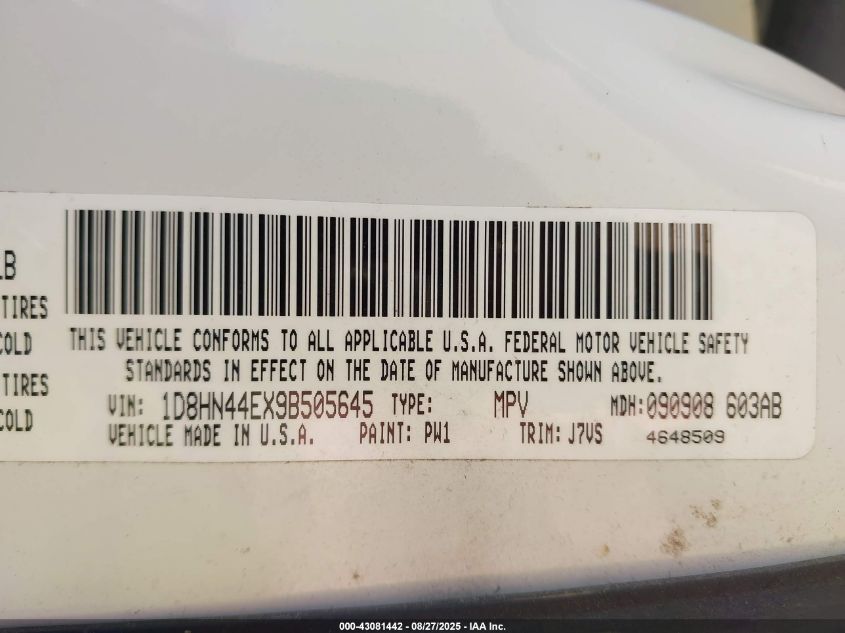 LB
TIRES
COLD
TIRES
COLD
THIS VEHICLE CONFORMS TO ALL APPLICABLE U.S.A. FEDERAL MOTOR VEHICLE SAFETY
STANDARDS IN EFFECT ON THE DATE OF MANUFACTURE SHOWN ABOVE.
VIN: 1D8HN44EX9B505645 TYPE: MPV MDH:090908 603AB
VEHICLE MADE IN U.S.A. PAINT: PW1 TRIM: J7VS 4648509
000-43081442 - 08/27/2025 - IAA Inc.